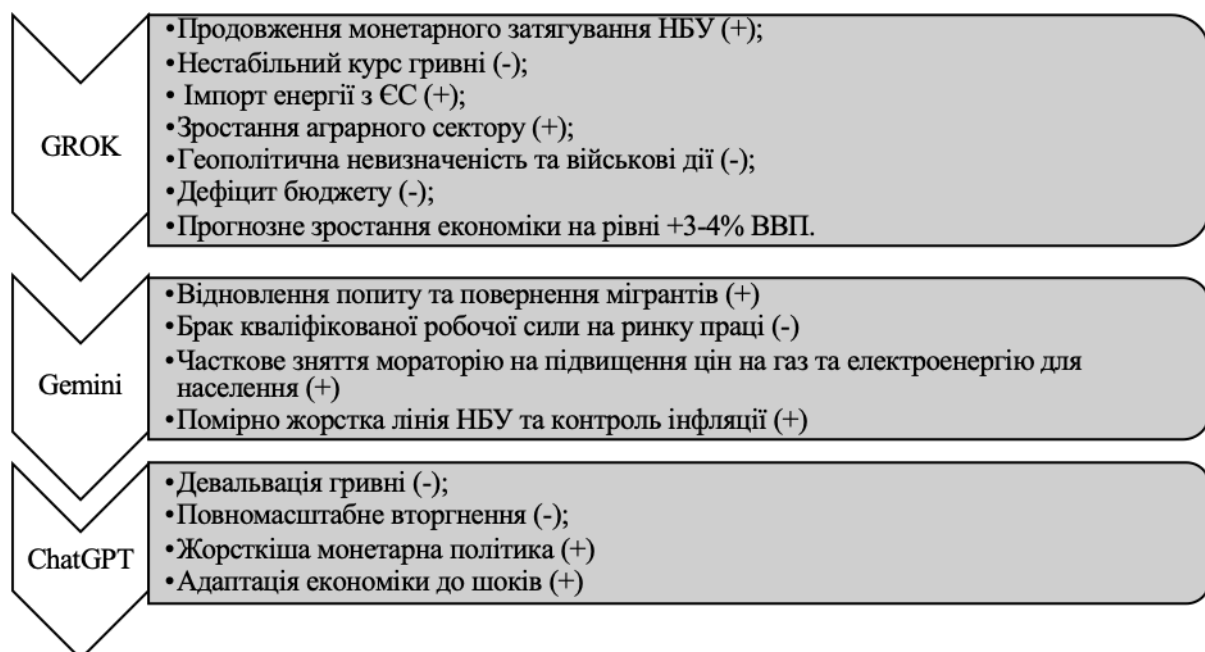 GROK
•Продовження монетарного затягування НБУ (+);
•Нестабільний курс гривні (-);
• Імпорт енергії з ЄС (+);
•Зростання аграрного сектору (+);
•Геополітична невизначеність та військові дії (-);
•Дефіцит бюджету (-);
•Прогнозне зростання економіки на рівні +3-4% ВВП.
Gemini
•Відновлення попиту та повернення мігрантів (+)
•Брак кваліфікованої робочої сили на ринку праці (-)
•Часткове зняття мораторію на підвищення цін на газ та електроенергію для
населення (+)
•Помірно жорстка лінія НБУ та контроль інфляції (+)
ChatGPT
•Девальвація гривні (-);
•Повномасштабне вторгнення (-);
•Жорсткіша монетарна політика (+)
•Адаптація економіки до шоків (+)